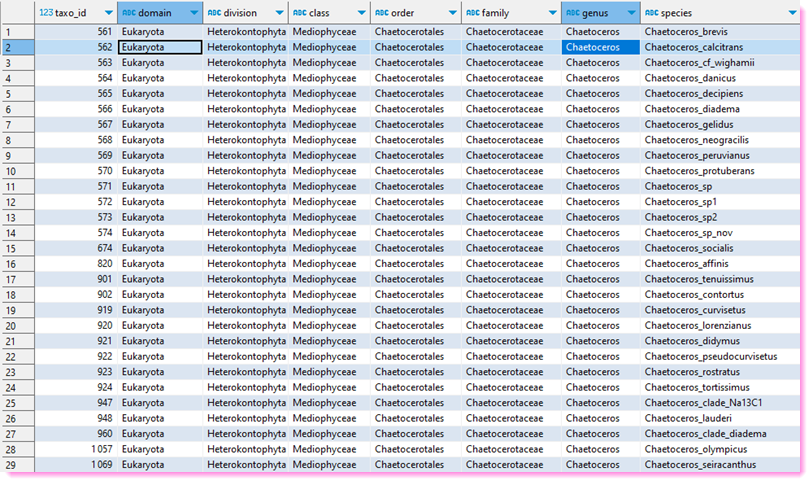 123 taxo_id ABC domain ABC division ABC class ABC order ABC family ABC genus ABC species
1 561 Eukaryota Heterokontophyta Mediophyceae Chaetocerotales Chaetocerotaceae Chaetoceros Chaetoceros_brevis
2 562 Eukaryota Heterokontophyta Mediophyceae Chaetocerotales Chaetocerotaceae Chaetoceros Chaetoceros_calcitrans
3 563 Eukaryota Heterokontophyta Mediophyceae Chaetocerotales Chaetocerotaceae Chaetoceros Chaetoceros_cf_wighamii
4 564 Eukaryota Heterokontophyta Mediophyceae Chaetocerotales Chaetocerotaceae Chaetoceros Chaetoceros_danicus
5 565 Eukaryota Heterokontophyta Mediophyceae Chaetocerotales Chaetocerotaceae Chaetoceros Chaetoceros_decipiens
6 566 Eukaryota Heterokontophyta Mediophyceae Chaetocerotales Chaetocerotaceae Chaetoceros Chaetoceros_diadema
7 567 Eukaryota Heterokontophyta Mediophyceae Chaetocerotales Chaetocerotaceae Chaetoceros Chaetoceros_gelidus
8 568 Eukaryota Heterokontophyta Mediophyceae Chaetocerotales Chaetocerotaceae Chaetoceros Chaetoceros_neogracilis
9 569 Eukaryota Heterokontophyta Mediophyceae Chaetocerotales Chaetocerotaceae Chaetoceros Chaetoceros_peruvianus
10 570 Eukaryota Heterokontophyta Mediophyceae Chaetocerotales Chaetocerotaceae Chaetoceros Chaetoceros_protuberans
11 571 Eukaryota Heterokontophyta Mediophyceae Chaetocerotales Chaetocerotaceae Chaetoceros Chaetoceros_sp
12 572 Eukaryota Heterokontophyta Mediophyceae Chaetocerotales Chaetocerotaceae Chaetoceros Chaetoceros_sp1
13 573 Eukaryota Heterokontophyta Mediophyceae Chaetocerotales Chaetocerotaceae Chaetoceros Chaetoceros_sp2
14 574 Eukaryota Heterokontophyta Mediophyceae Chaetocerotales Chaetocerotaceae Chaetoceros Chaetoceros_sp_nov
15 674 Eukaryota Heterokontophyta Mediophyceae Chaetocerotales Chaetocerotaceae Chaetoceros Chaetoceros_socialis
16 820 Eukaryota Heterokontophyta Mediophyceae Chaetocerotales Chaetocerotaceae Chaetoceros Chaetoceros_affinis
17 901 Eukaryota Heterokontophyta Mediophyceae Chaetocerotales Chaetocerotaceae Chaetoceros Chaetoceros_tenuissimus
18 902 Eukaryota Heterokontophyta Mediophyceae Chaetocerotales Chaetocerotaceae Chaetoceros Chaetoceros_contortus
19 919 Eukaryota Heterokontophyta Mediophyceae Chaetocerotales Chaetocerotaceae Chaetoceros Chaetoceros_curvisetus
20 920 Eukaryota Heterokontophyta Mediophyceae Chaetocerotales Chaetocerotaceae Chaetoceros Chaetoceros_lorenzianus
21 921 Eukaryota Heterokontophyta Mediophyceae Chaetocerotales Chaetocerotaceae Chaetoceros Chaetoceros_didymus
22 922 Eukaryota Heterokontophyta Mediophyceae Chaetocerotales Chaetocerotaceae Chaetoceros Chaetoceros_pseudocurvisetus
23 923 Eukaryota Heterokontophyta Mediophyceae Chaetocerotales Chaetocerotaceae Chaetoceros Chaetoceros_rostratus
24 924 Eukaryota Heterokontophyta Mediophyceae Chaetocerotales Chaetocerotaceae Chaetoceros Chaetoceros_tortissimus
25 947 Eukaryota Heterokontophyta Mediophyceae Chaetocerotales Chaetocerotaceae Chaetoceros Chaetoceros_clade_Na13C1
26 948 Eukaryota Heterokontophyta Mediophyceae Chaetocerotales Chaetocerotaceae Chaetoceros Chaetoceros_lauderi
27 960 Eukaryota Heterokontophyta Mediophyceae Chaetocerotales Chaetocerotaceae Chaetoceros Chaetoceros_clade_diadema
28 1 057 Eukaryota Heterokontophyta Mediophyceae Chaetocerotales Chaetocerotaceae Chaetoceros Chaetoceros_olympicus
29 1 069 Eukaryota Heterokontophyta Mediophyceae Chaetocerotales Chaetocerotaceae Chaetoceros Chaetoceros_seiracanthus